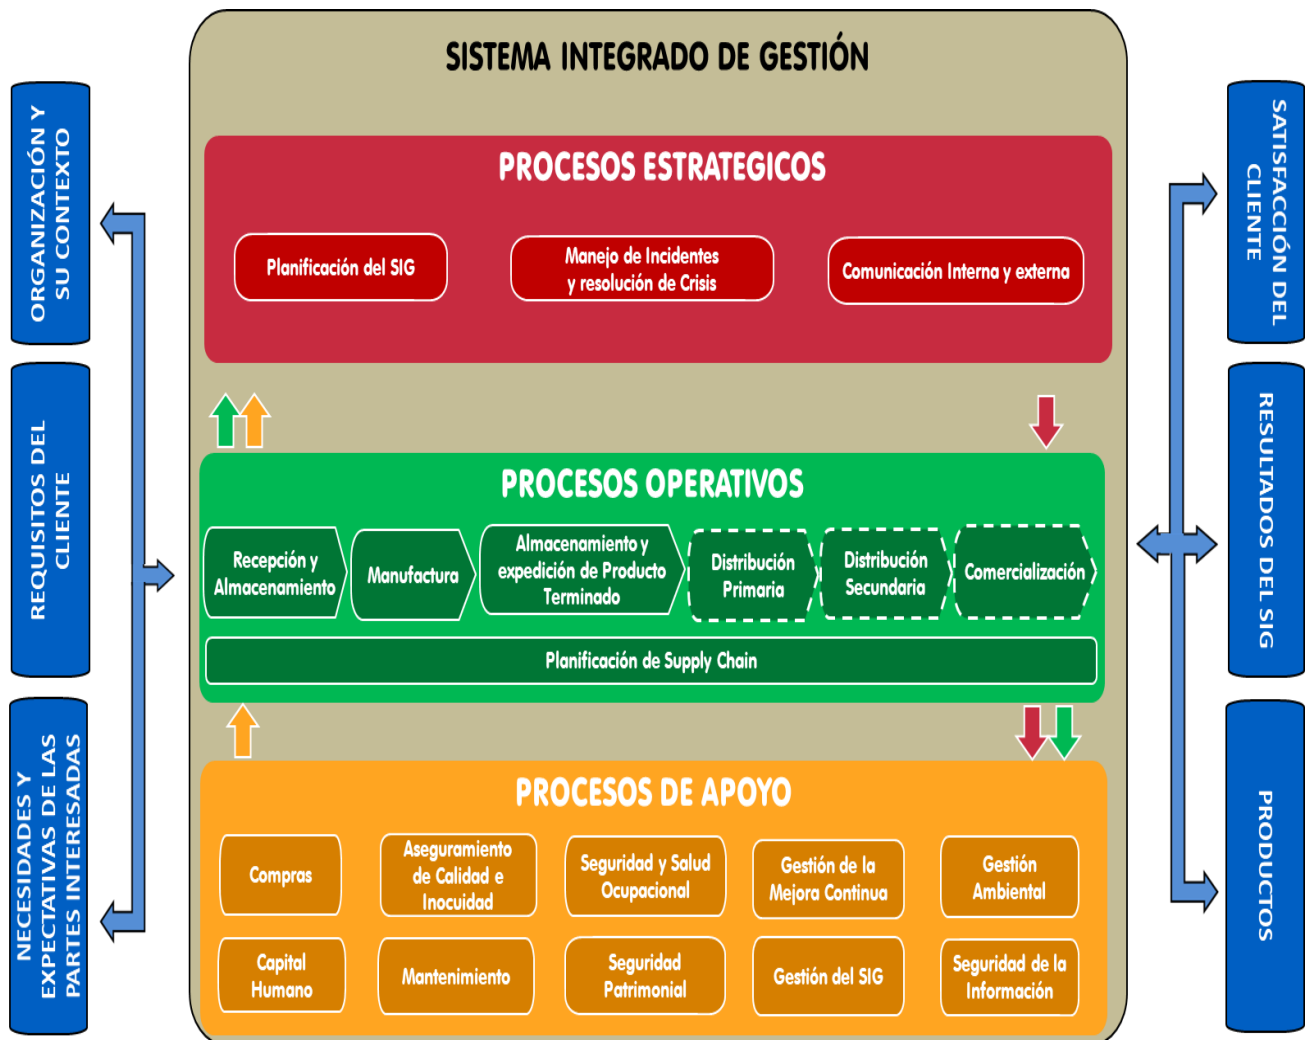 SISTEMA INTEGRADO DE GESTIÓN
ORGANIZACIÓN Y
SU CONTEXTO
REQUISITOS DEL
CLIENTE
NECESIDADES Y
EXPECTATIVAS DE LAS
PARTES INTERESADAS
PROCESOS ESTRATEGICOS
Planificación del SIG
Manejo de Incidentes
y resolución de Crisis
Comunicación Interna y externa
PROCESOS OPERATIVOS
Recepción y
Almacenamiento
Manufactura
Almacenamiento y
expedición de Producto
Terminado
Distribución
Primaria
Distribución
Secundaria
Comercialización
Planificación de Supply Chain
PROCESOS DE APOYO
Compras
Aseguramiento
de Calidad e
Inocuidad
Seguridad y Salud
Ocupacional
Gestión de la
Mejora Continua
Gestión
Ambiental
Capital
Humano
Mantenimiento
Seguridad
Patrimonial
Gestión del SIG
Seguridad de la
Información
SATISFACCIÓN DEL
CLIENTE
RESULTADOS DEL SIG
PRODUCTOS